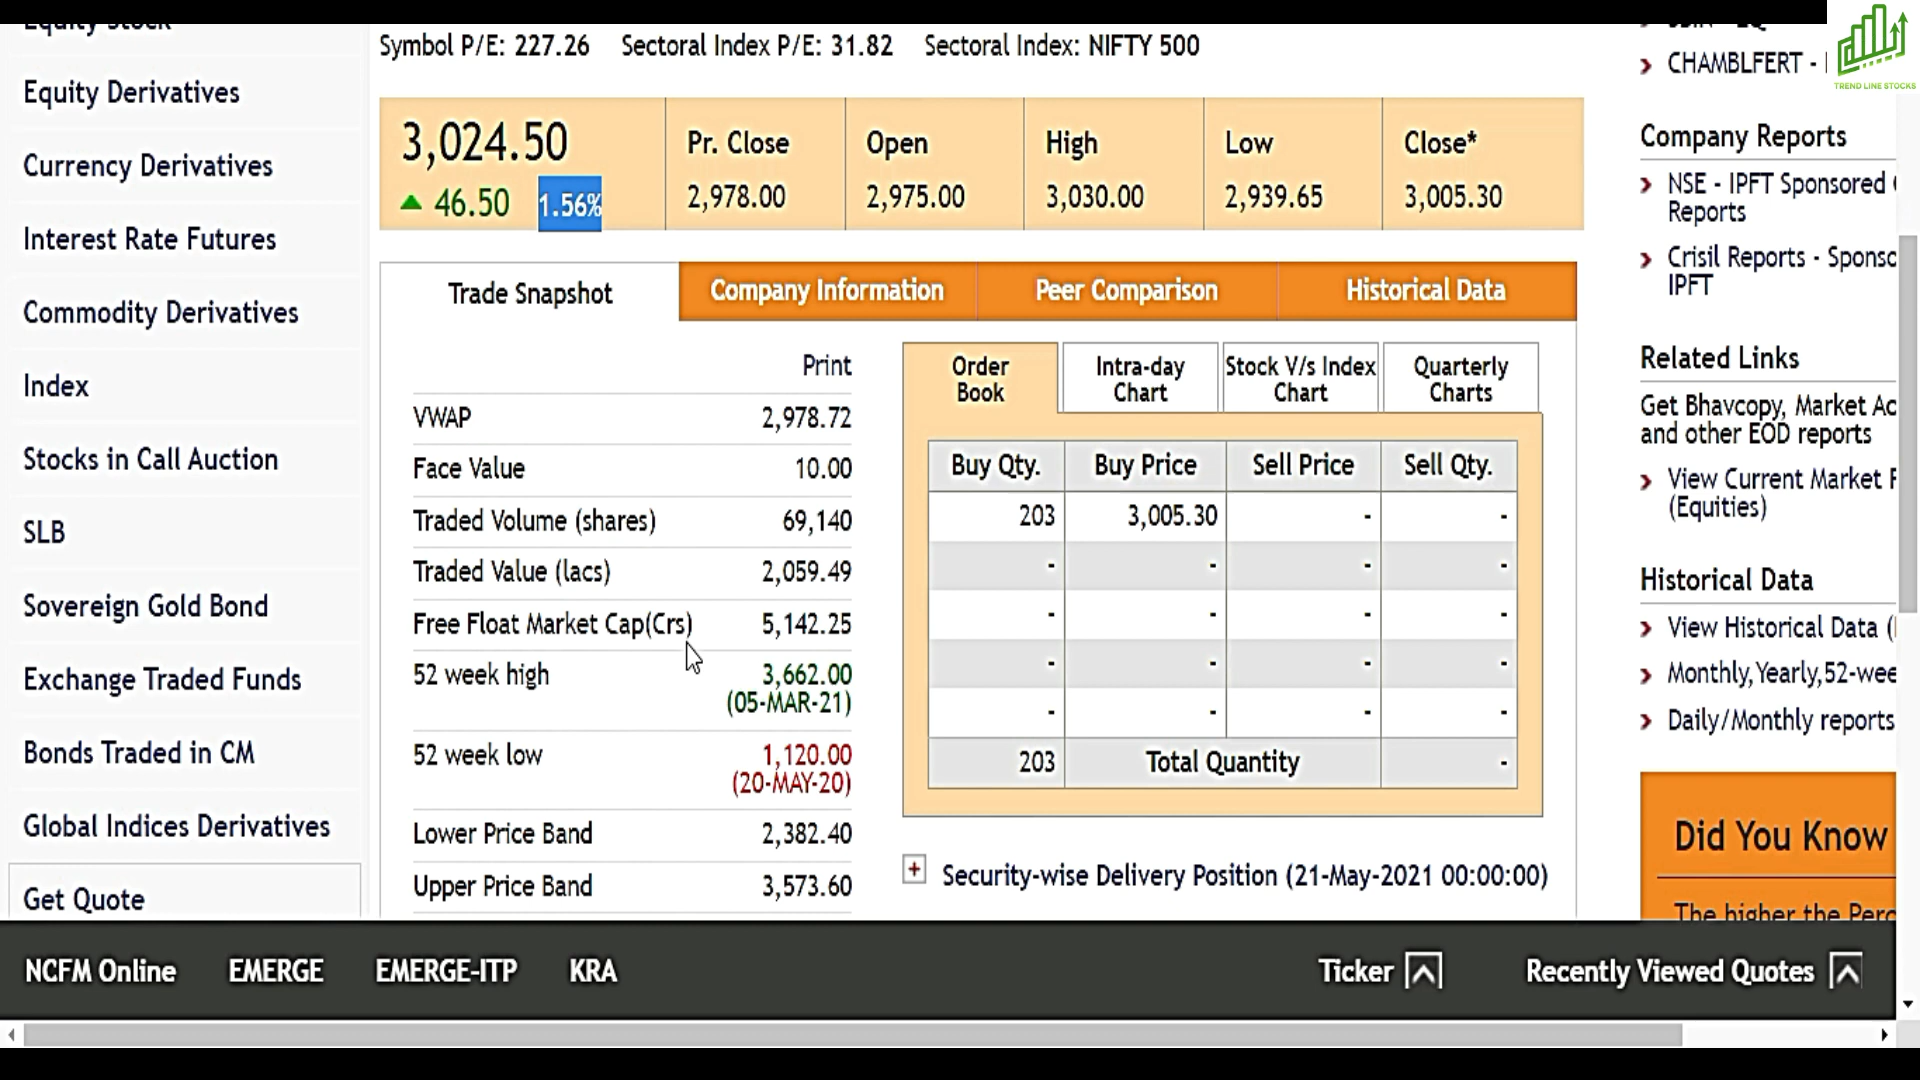 Equity Stock
Equity Derivatives
Currency Derivatives
Interest Rate Futures
Commodity Derivatives
Index
Stocks in Call Auction
SLB
Sovereign Gold Bond
Exchange Traded Funds
Bonds Traded in CM
Global Indices Derivatives
Get Quote
Symbol P/E: 227.26 Sectoral Index P/E: 31.82 Sectoral Index: NIFTY 500
3,024.50
46.50 1.56%
Pr. Close
2,978.00
Open
2,975.00
High
3,030.00
Low
2,939.65
Close*
3,005.30
Trade Snapshot
Company Information
Peer Comparison
Historical Data
Print
VWAP 2,978.72
Face Value 10.00
Traded Volume (shares) 69,140
Traded Value (lacs) 2,059.49
Free Float Market Cap(Crs) 5,142.25
52 week high 3,662.00
(05-MAR-21)
52 week low 1,120.00
(20-MAY-20)
Lower Price Band 2,382.40
Upper Price Band 3,573.60
Order
Book
Intra-day
Chart
Stock V/s Index
Chart
Quarterly
Charts
Buy Qty. Buy Price Sell Price Sell Qty.
203 3,005.30 - -
- - - -
- - - -
- - - -
- - - -
203 Total Quantity -
+ Security-wise Delivery Position (21-May-2021 00:00:00)
CHAMBLFERT -
TREND LINE STOCKS
Company Reports
NSE - IPFT Sponsored
Reports
Crisil Reports - Sponso
IPFT
Related Links
Get Bhavcopy, Market Ac
and other EOD reports
View Current Market
(Equities)
Historical Data
View Historical Data (
Monthly,Yearly,52-wee
Daily/Monthly reports
Did You Know
The higher the Perc
NCFM Online EMERGE EMERGE-ITP KRA Ticker Recently Viewed Quotes